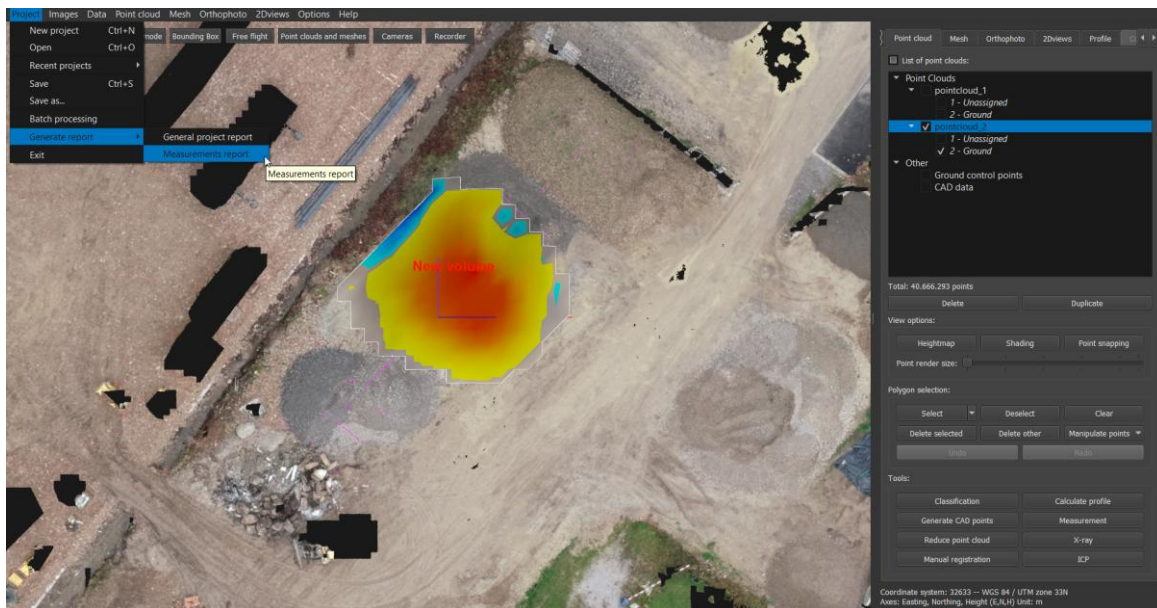 Project Images Data Point cloud Mesh Orthophoto 2Dviews Options Help
New project Ctrl+N
Open Ctrl+O
Recent projects
Save Ctrl+S
Save as...
Batch processing
Generate report
Exit
General project report
Measurements report
Measurements report
mode Bounding Box Free flight Point clouds and meshes Cameras Recorder
New volume
Point cloud Mesh Orthophoto 2Dviews Profile
List of point clouds:
Point Clouds
pointcloud_1
1 - Unassigned
2 - Ground
pointcloud_2
1 - Unassigned
2 - Ground
Other
Ground control points
CAD data
Total: 40.666.293 points
Delete Duplicate
View options:
Heightmap Shading Point snapping
Point render size:
Polygon selection:
Select Deselect Clear
Delete selected Delete other Manipulate points
Undo Redo
Tools:
Classification Calculate profile
Generate CAD points Measurement
Reduce point cloud X-ray
Manual registration ICP
Coordinate system: 32633 -- WGS 84 / UTM zone 33N
Axes: Easting, Northing, Height (E,N,H) Unit: m